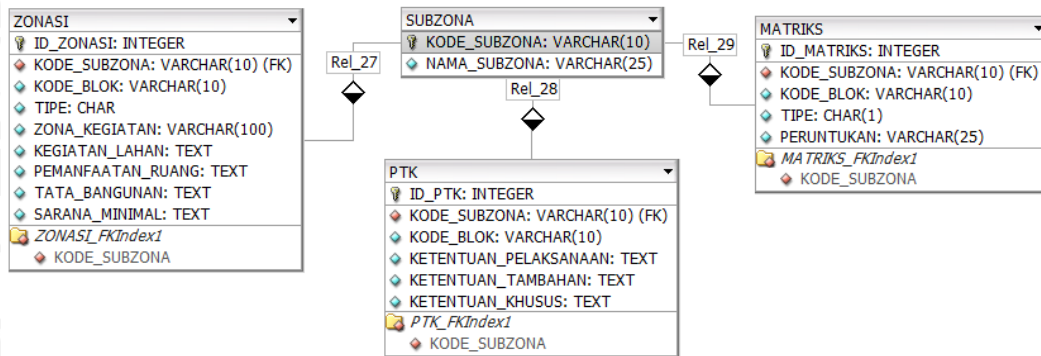 ZONASI
ID_ZONASI: INTEGER
KODE_SUBZONA: VARCHAR(10) (FK)
KODE_BLOK: VARCHAR(10)
TIPE: CHAR
ZONA_KEGIATAN: VARCHAR(100)
KEGIATAN_LAHAN: TEXT
PEMANFAATAN_RUANG: TEXT
TATA_BANGUNAN: TEXT
SARANA_MINIMAL: TEXT
ZONASI_FKIndex1
KODE_SUBZONA
Rel_27
SUBZONA
KODE_SUBZONA: VARCHAR(10)
NAMA_SUBZONA: VARCHAR(25)
Rel_28
Rel_29
PTK
ID_PTK: INTEGER
KODE_SUBZONA: VARCHAR(10) (FK)
KODE_BLOK: VARCHAR(10)
KETENTUAN_PELAKSANAAN: TEXT
KETENTUAN_TAMBAHAN: TEXT
KETENTUAN_KHUSUS: TEXT
PTK_FKIndex1
KODE_SUBZONA
MATRIKS
ID_MATRIKS: INTEGER
KODE_SUBZONA: VARCHAR(10) (FK)
KODE_BLOK: VARCHAR(10)
TIPE: CHAR(1)
PERUNTUKAN: VARCHAR(25)
MATRIKS_FKIndex1
KODE_SUBZONA